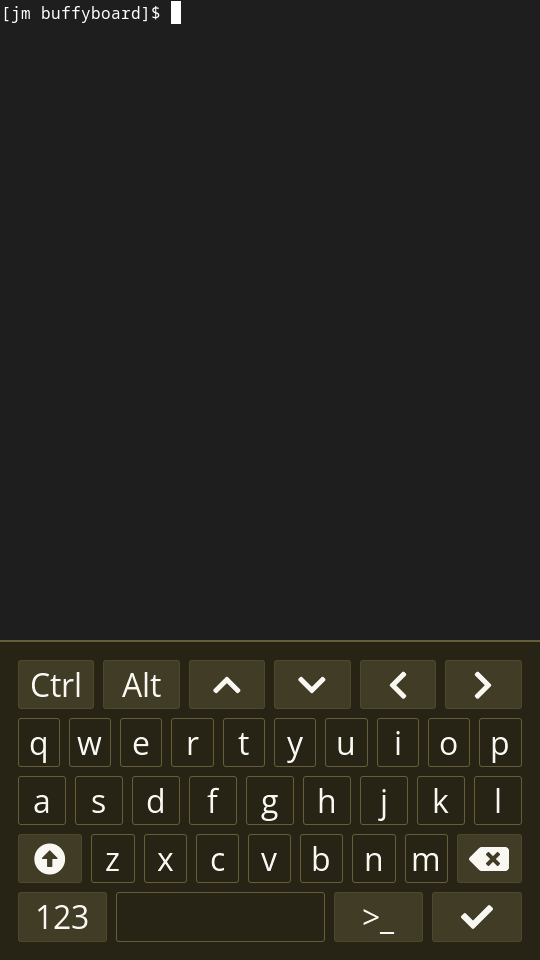 [jm buffyboard]$
Ctrl Alt
q w e r t y u i o p
a s d f g h j k l
z x c v b n m
123 >_